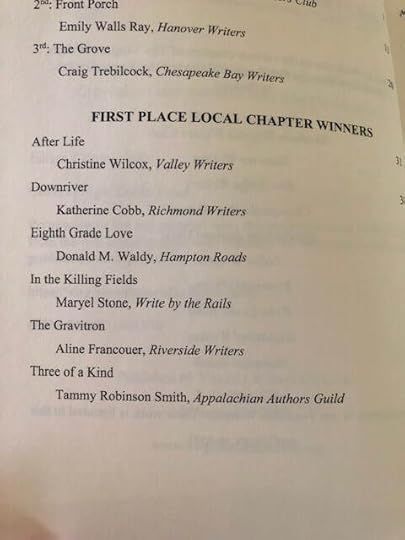 Club
2nd: Front Porch
Emily Walls Ray, Hanover Writers
3rd: The Grove
Craig Trebilcock, Chesapeake Bay Writers
FIRST PLACE LOCAL CHAPTER WINNERS
After Life
Christine Wilcox, Valley Writers 31
Downriver
Katherine Cobb, Richmond Writers
Eighth Grade Love
Donald M. Waldy, Hampton Roads
In the Killing Fields
Maryel Stone, Write by the Rails
The Gravitron
Aline Francouer, Riverside Writers
Three of a Kind
Tammy Robinson Smith, Appalachian Authors Guild